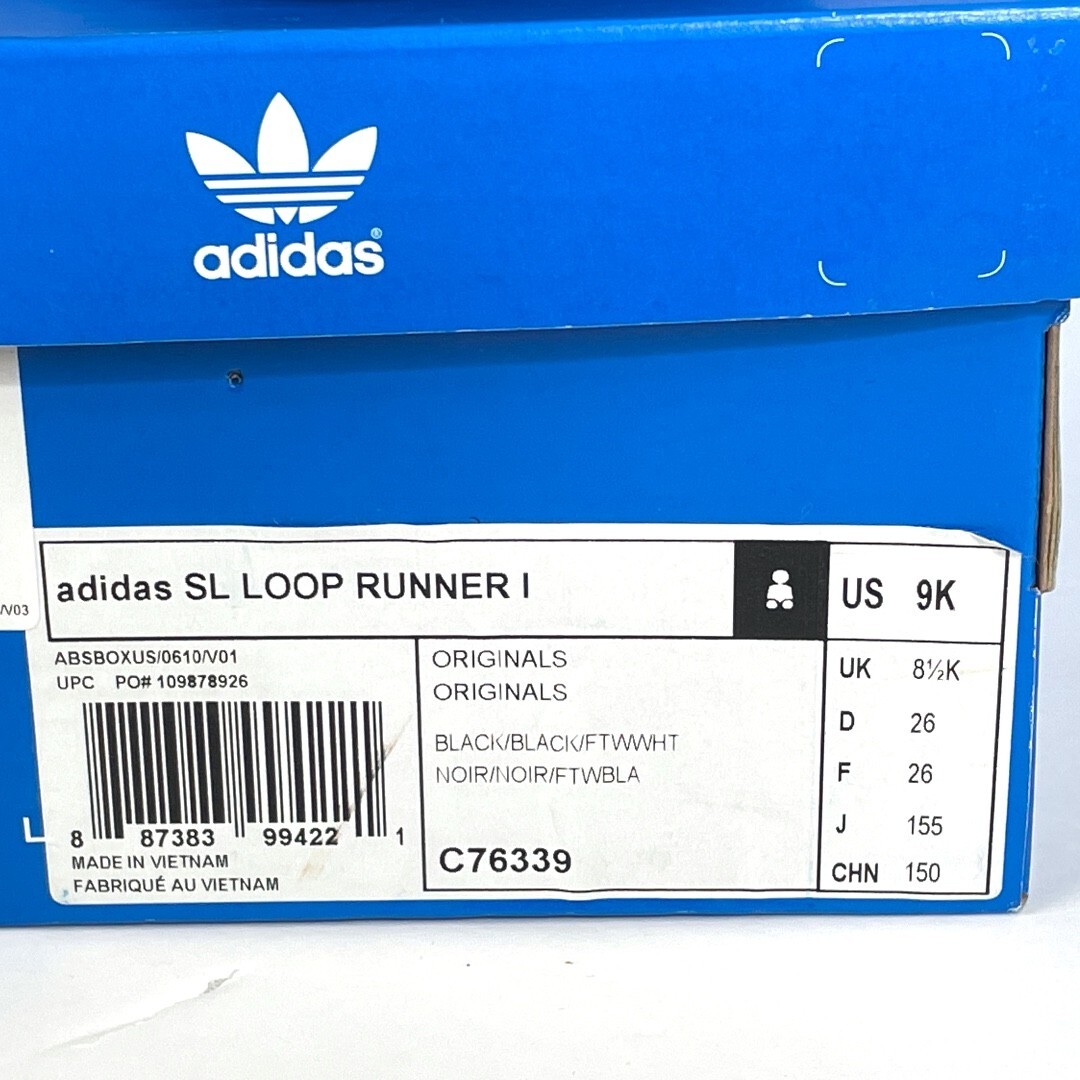 adidas®
/V03
adidas SL LOOP RUNNER I
US 9K
ABSBOXUS/0610/V01
UPC PO# 109878926
8 87383 99422 1
MADE IN VIETNAM
FABRIQUÉ AU VIETNAM
ORIGINALS
ORIGINALS
BLACK/BLACK/FTWWHT
NOIR/NOIR/FTWBLA
C76339
UK 8½K
D 26
F 26
J 155
CHN 150